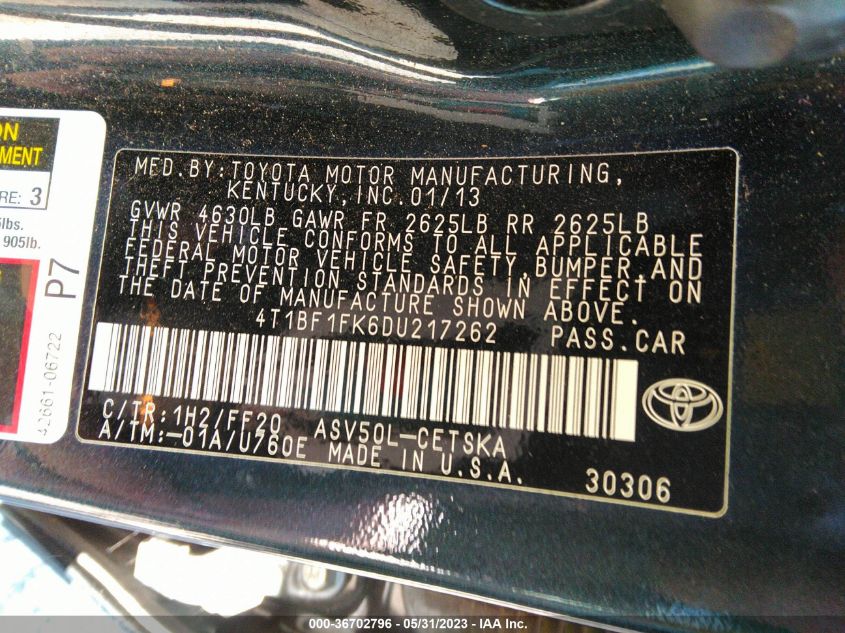 ON
MENT
RE: 3
lbs.
905lb.
P7
42661-06722
MFD.BY:TOYOTA MOTOR MANUFACTURING,
KENTUCKY,INC.01/13
GVWR 4630LB GAWR FR 2625LB RR 2625LB
THIS VEHICLE CONFORMS TO ALL APPLICABLE
FEDERAL MOTOR VEHICLE SAFETY,BUMPER,AND
THEFT PREVENTION STANDARDS IN EFFECT ON
THE DATE OF MANUFACTURE SHOWN ABOVE.
4T1BF1FK6DU217262 PASS.CAR
C/TR:1H2/FF20 ASV50L-CETSKA
A/TM:-01A/U760E MADE IN U.S.A.
30306
000-36702796 - 05/31/2023 - IAA Inc.